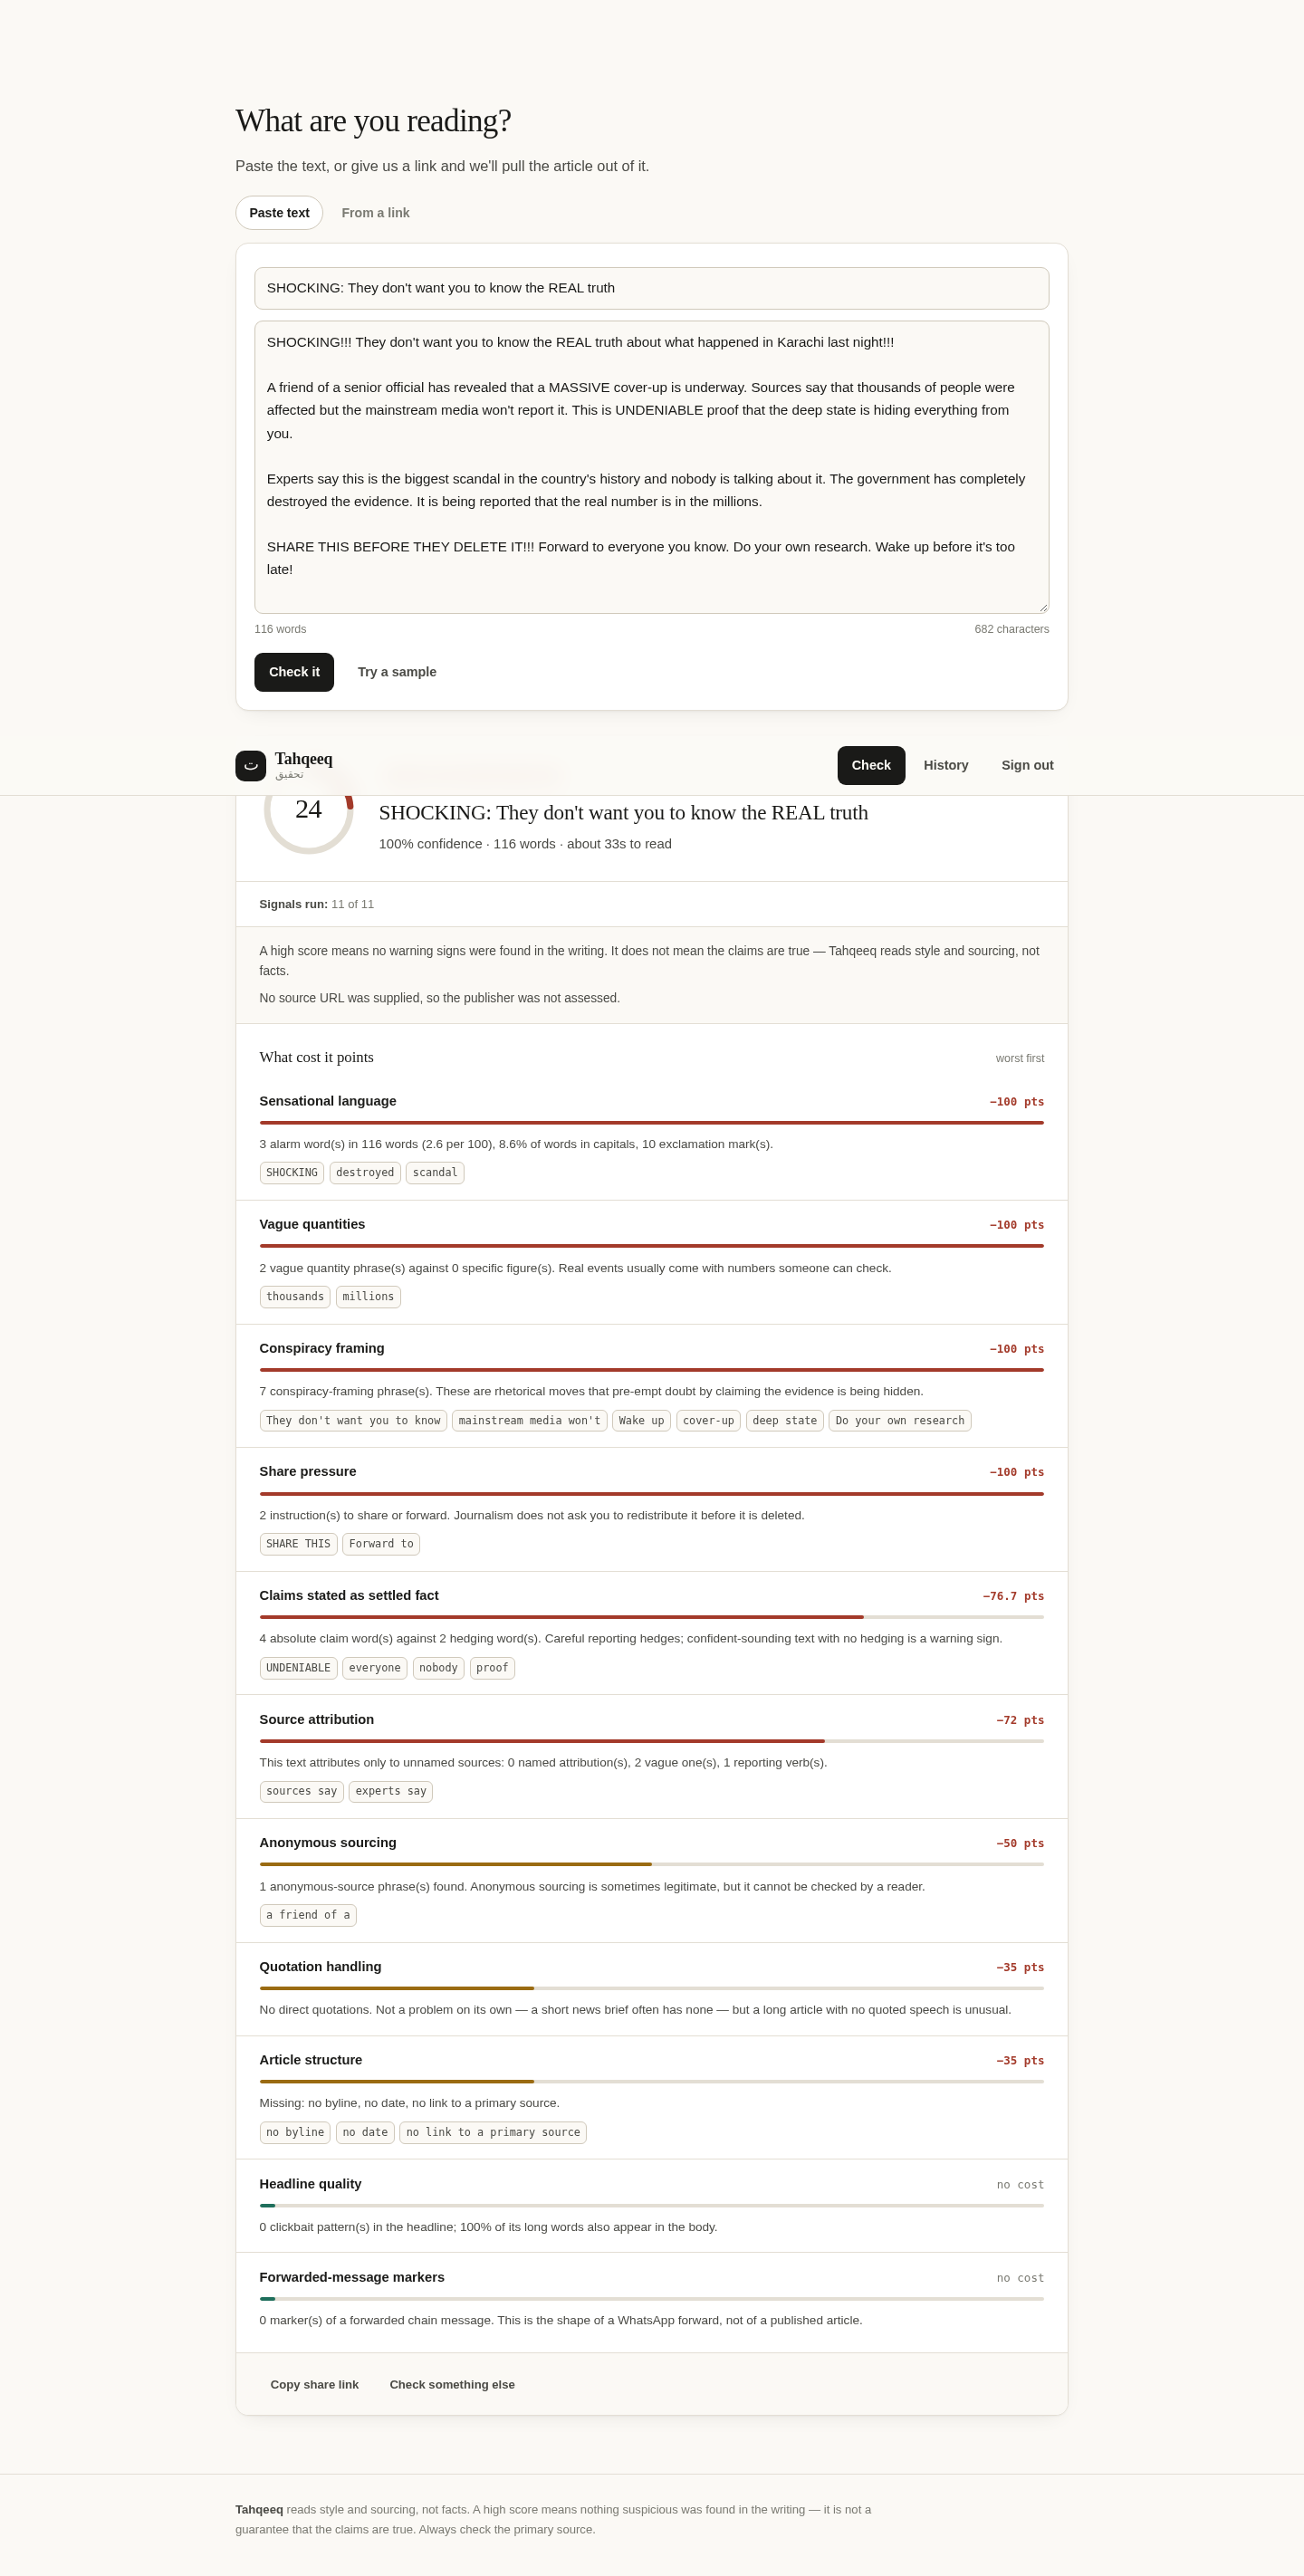 What are you reading?
Paste the text, or give us a link and we'll pull the article out of it.
Paste text From a link
SHOCKING: They don't want you to know the REAL truth
SHOCKING!!! They don't want you to know the REAL truth about what happened in Karachi last night!!!
A friend of a senior official has revealed that a MASSIVE cover-up is underway. Sources say that thousands of people were
affected but the mainstream media won't report it. This is UNDENIABLE proof that the deep state is hiding everything from
you.
Experts say this is the biggest scandal in the country's history and nobody is talking about it. The government has completely
destroyed the evidence. It is being reported that the real number is in the millions.
SHARE THIS BEFORE THEY DELETE IT!!! Forward to everyone you know. Do your own research. Wake up before it's too
late!
116 words 682 characters
Check it Try a sample
ت Tahqeeq Check History Sign out
تحقیق
24 SHOCKING: They don't want you to know the REAL truth
100% confidence · 116 words · about 33s to read
Signals run: 11 of 11
A high score means no warning signs were found in the writing. It does not mean the claims are true — Tahqeeq reads style and sourcing, not
facts.
No source URL was supplied, so the publisher was not assessed.
What cost it points worst first
Sensational language −100 pts
3 alarm word(s) in 116 words (2.6 per 100), 8.6% of words in capitals, 10 exclamation mark(s).
SHOCKING destroyed scandal
Vague quantities −100 pts
2 vague quantity phrase(s) against 0 specific figure(s). Real events usually come with numbers someone can check.
thousands millions
Conspiracy framing −100 pts
7 conspiracy-framing phrase(s). These are rhetorical moves that pre-empt doubt by claiming the evidence is being hidden.
They don't want you to know mainstream media won't Wake up cover-up deep state Do your own research
Share pressure −100 pts
2 instruction(s) to share or forward. Journalism does not ask you to redistribute it before it is deleted.
SHARE THIS Forward to
Claims stated as settled fact −76.7 pts
4 absolute claim word(s) against 2 hedging word(s). Careful reporting hedges; confident-sounding text with no hedging is a warning sign.
UNDENIABLE everyone nobody proof
Source attribution −72 pts
This text attributes only to unnamed sources: 0 named attribution(s), 2 vague one(s), 1 reporting verb(s).
sources say experts say
Anonymous sourcing −50 pts
1 anonymous-source phrase(s) found. Anonymous sourcing is sometimes legitimate, but it cannot be checked by a reader.
a friend of a
Quotation handling −35 pts
No direct quotations. Not a problem on its own — a short news brief often has none — but a long article with no quoted speech is unusual.
Article structure −35 pts
Missing: no byline, no date, no link to a primary source.
no byline no date no link to a primary source
Headline quality no cost
0 clickbait pattern(s) in the headline; 100% of its long words also appear in the body.
Forwarded-message markers no cost
0 marker(s) of a forwarded chain message. This is the shape of a WhatsApp forward, not of a published article.
Copy share link Check something else
Tahqeeq reads style and sourcing, not facts. A high score means nothing suspicious was found in the writing — it is not a
guarantee that the claims are true. Always check the primary source.